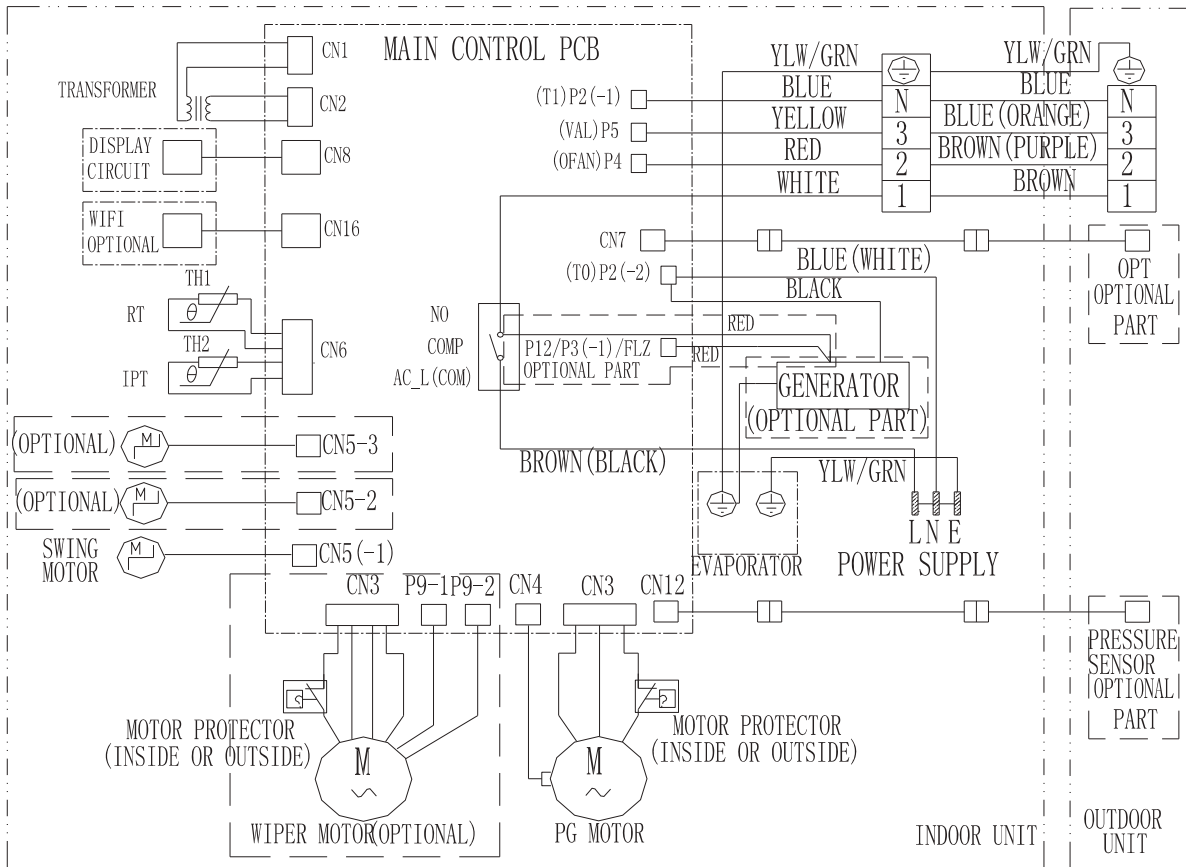 MAIN CONTROL PCB
CN1
TRANSFORMER
CN2
DISPLAY
CIRCUIT
CN8
WIFI
OPTIONAL
CN16
TH1
θ
RT
TH2
θ
IPT
CN6
(OPTIONAL)
M
CN5-3
(OPTIONAL)
M
CN5-2
SWING
MOTOR
M
CN5(-1)
(T1)P2(-1)
(VAL)P5
(OFAN)P4
YLW/GRN
BLUE
YELLOW
RED
WHITE
N
3
2
1
YLW/GRN
BLUE
BLUE(ORANGE)
BROWN(PURPLE)
BROWN
N
3
2
1
CN7
(T0)P2(-2)
BLUE(WHITE)
BLACK
OPT
OPTIONAL
PART
NO
COMP
AC_L(COM)
RED
P12/P3(-1)/FLZ
OPTIONAL PART
RED
GENERATOR
(OPTIONAL PART)
BROWN(BLACK)
YLW/GRN
EVAPORATOR
L N E
POWER SUPPLY
CN3
P9-1
P9-2
CN4
CN3
CN12
PRESSURE
SENSOR
OPTIONAL
PART
MOTOR PROTECTOR
(INSIDE OR OUTSIDE)
M
WIPER MOTOR(OPTIONAL)
MOTOR PROTECTOR
(INSIDE OR OUTSIDE)
M
PG MOTOR
INDOOR UNIT
OUTDOOR
UNIT